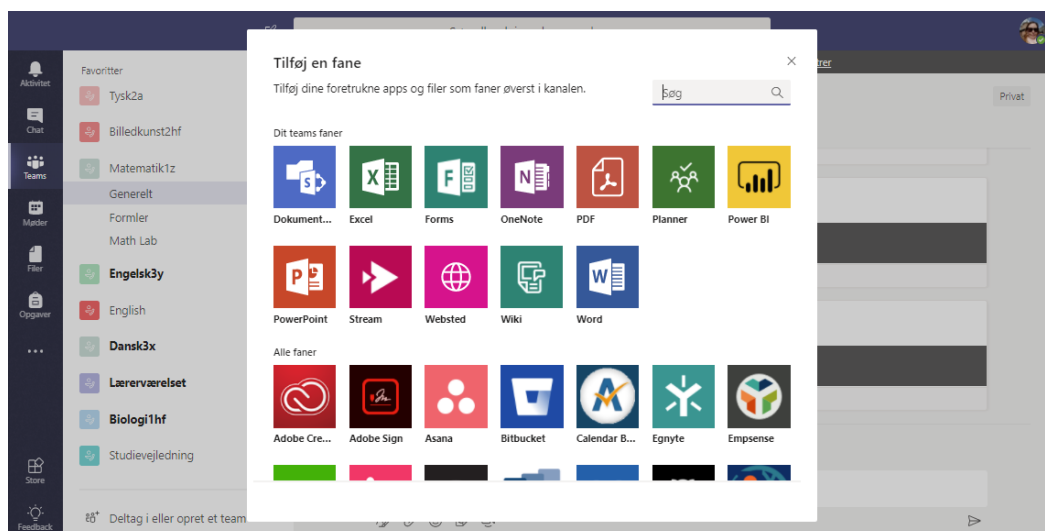 Aktivitet
Chat
Teams
Møder
Filer
Opgaver
Store
Feedback
Favoritter
Tysk2a
Billedkunst2hf
Matematik1z
Generelt
Formler
Math Lab
Engelsk3y
English
Dansk3x
Lærerværelset
Biologi1hf
Studievejledning
Deltag i eller opret et team
Tilføj en fane
Tilføj dine foretrukne apps og filer som faner øverst i kanalen.
Søg
Dit teams faner
Dokument... Excel Forms OneNote PDF Planner Power BI
PowerPoint Stream Websted Wiki Word
Alle faner
Adobe Cre... Adobe Sign Asana Bitbucket Calendar B... Egnyte Empsense
Privat